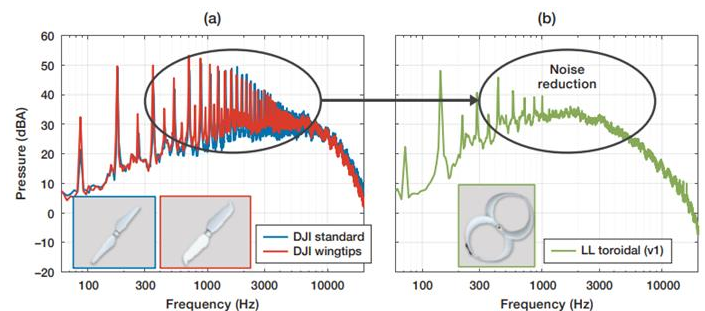 (a)
60
50
40
30
20
10
0
−10
−20
Pressure (dBA)
DJI standard
DJI wingtips
100 300 1000 3000 10000
Frequency (Hz)
(b)
Noise
reduction
LL toroidal (v1)
100 300 1000 3000 10000
Frequency (Hz)